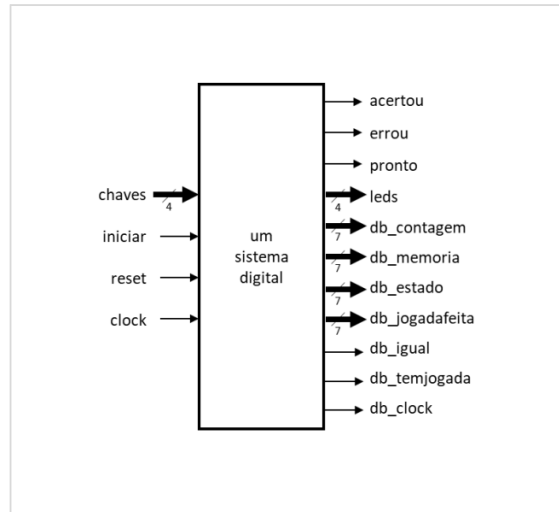 acertou
errou
pronto
chaves
4
leds
4
iniciar
um
sistema
digital
db_contagem
7
db_memoria
7
reset
db_estado
7
clock
db_jogadafeita
7
db_igual
db_temjogada
db_clock